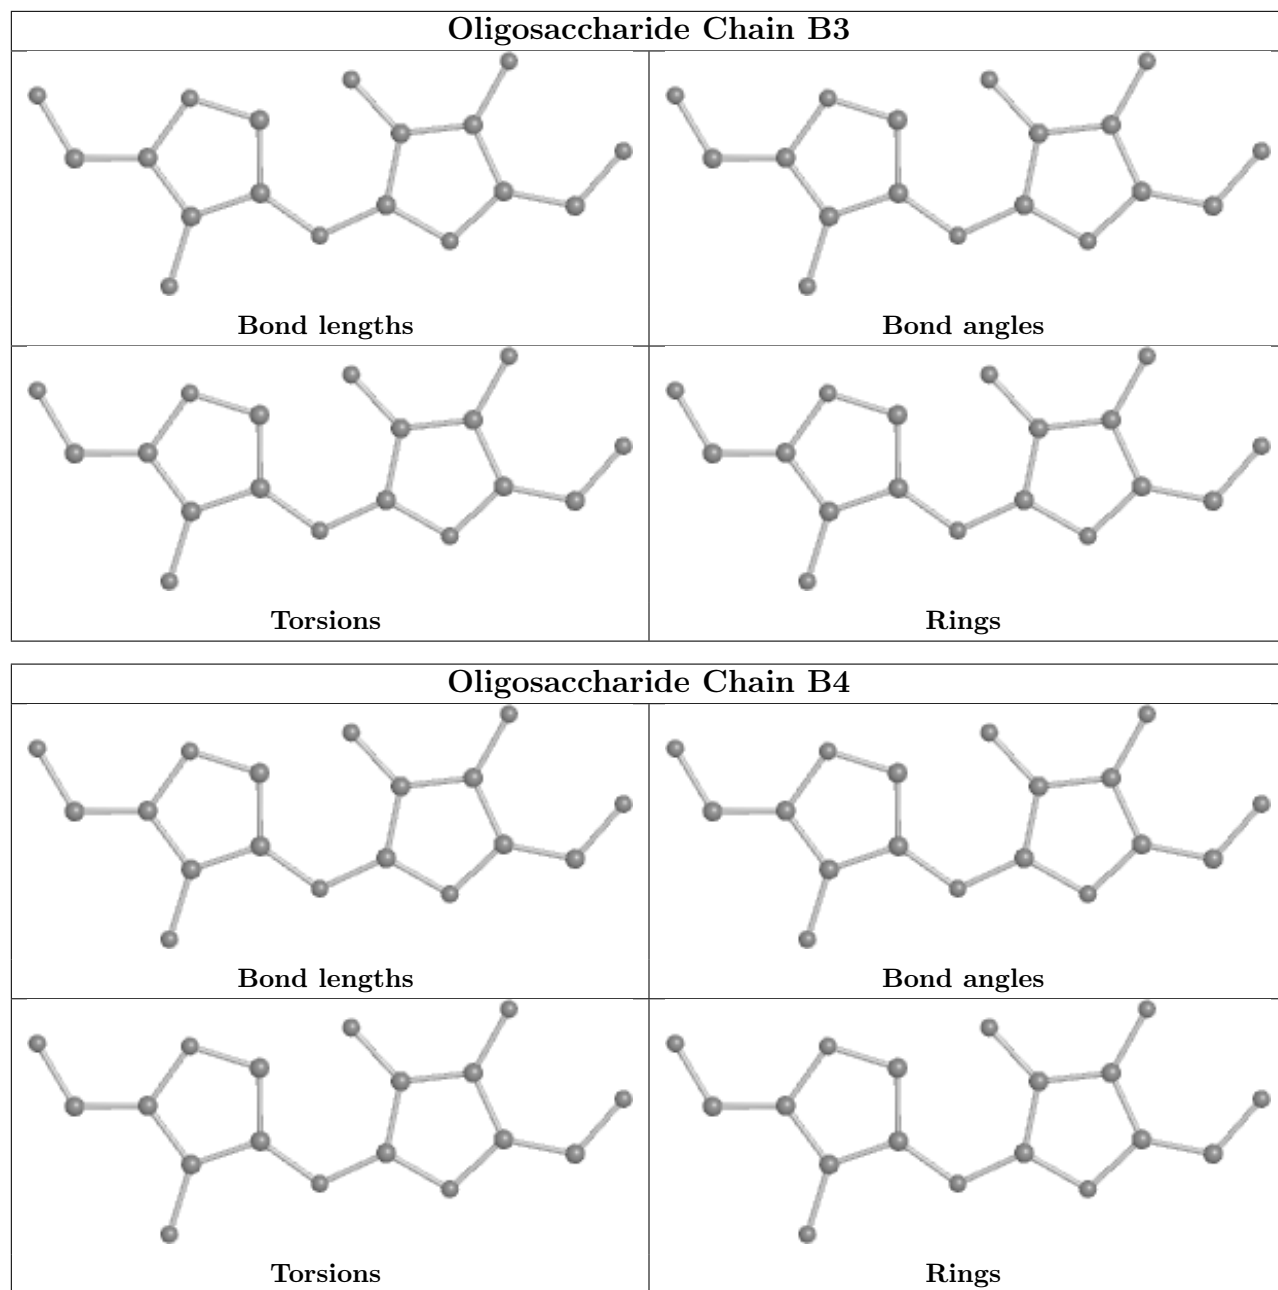 Oligosaccharide Chain B3
Bond lengths
Bond angles
Torsions
Rings
Oligosaccharide Chain B4
Bond lengths
Bond angles
Torsions
Rings